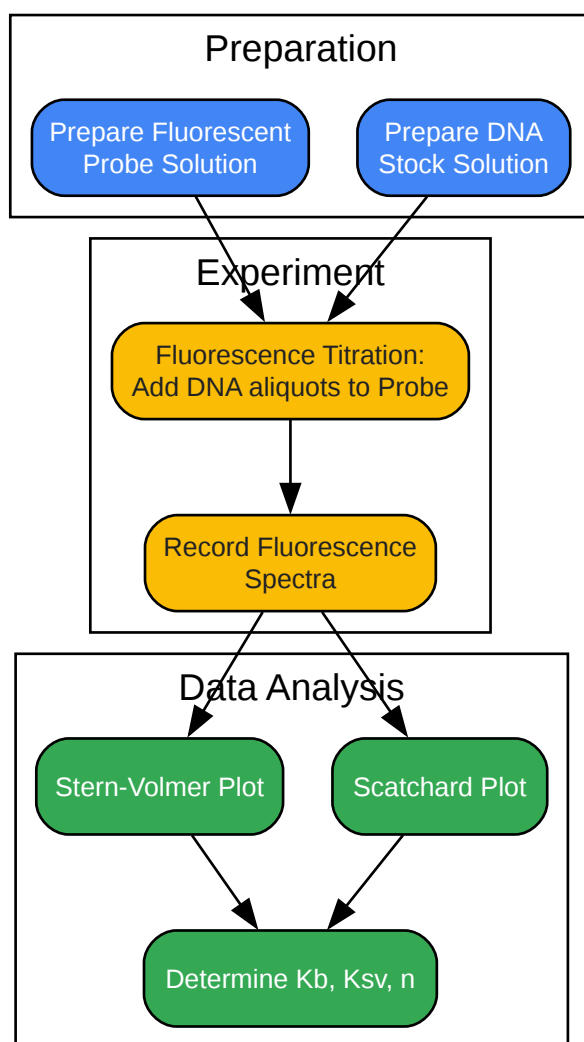 Preparation
Prepare Fluorescent
Probe Solution
Prepare DNA
Stock Solution
Experiment
Fluorescence Titration:
Add DNA aliquots to Probe
Record Fluorescence
Spectra
Data Analysis
Stern-Volmer Plot
Scatchard Plot
Determine Kb, Ksv, n